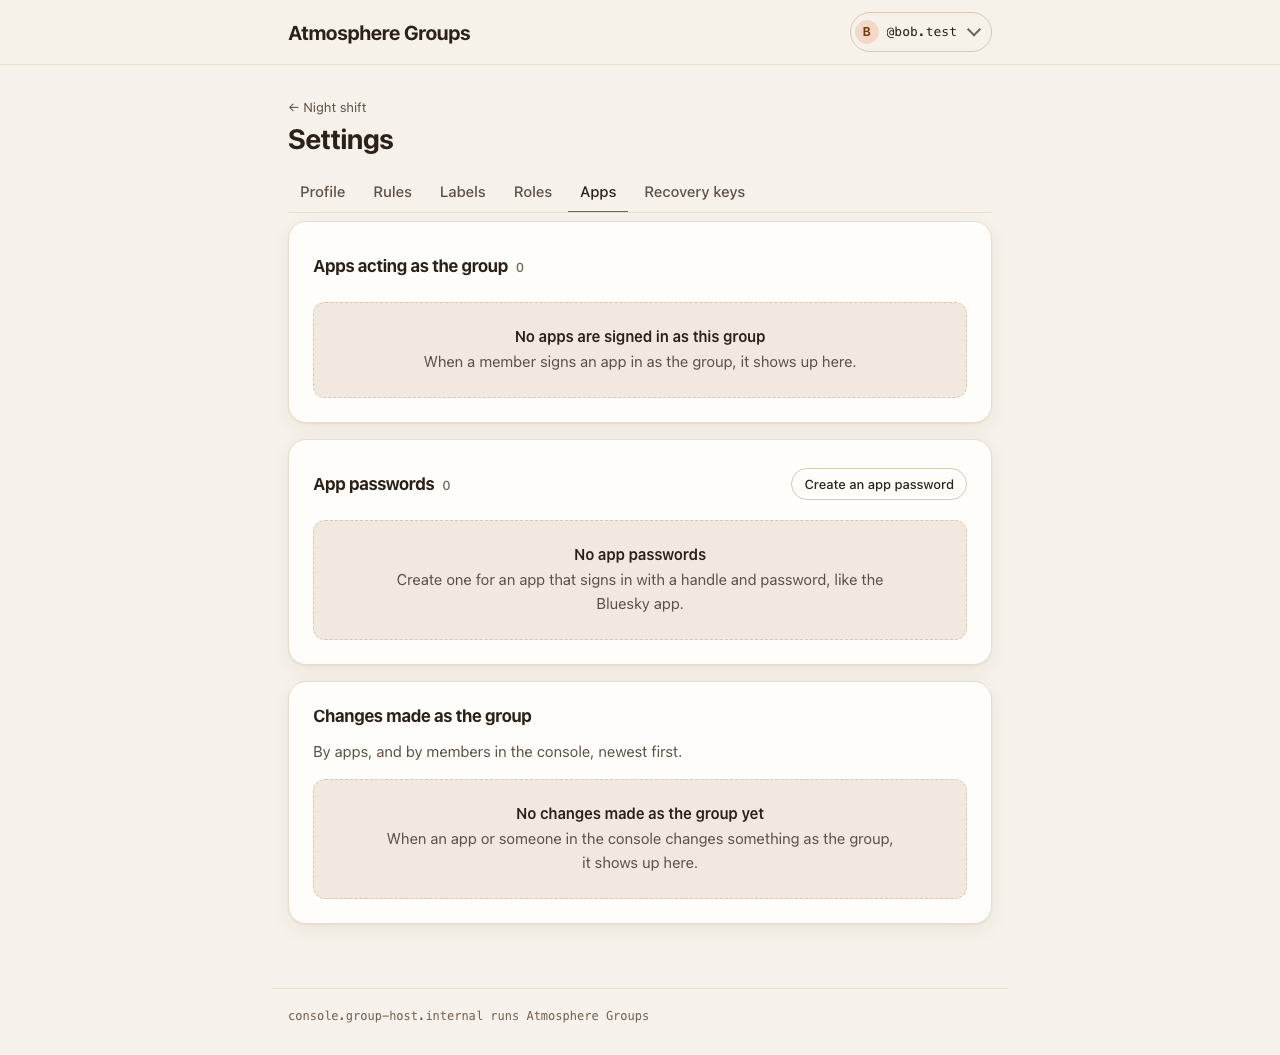 Atmosphere Groups
B @bob.test
← Night shift
Settings
Profile Rules Labels Roles Apps Recovery keys
Apps acting as the group 0
No apps are signed in as this group
When a member signs an app in as the group, it shows up here.
App passwords 0
Create an app password
No app passwords
Create one for an app that signs in with a handle and password, like the
Bluesky app.
Changes made as the group
By apps, and by members in the console, newest first.
No changes made as the group yet
When an app or someone in the console changes something as the group,
it shows up here.
console.group-host.internal runs Atmosphere Groups